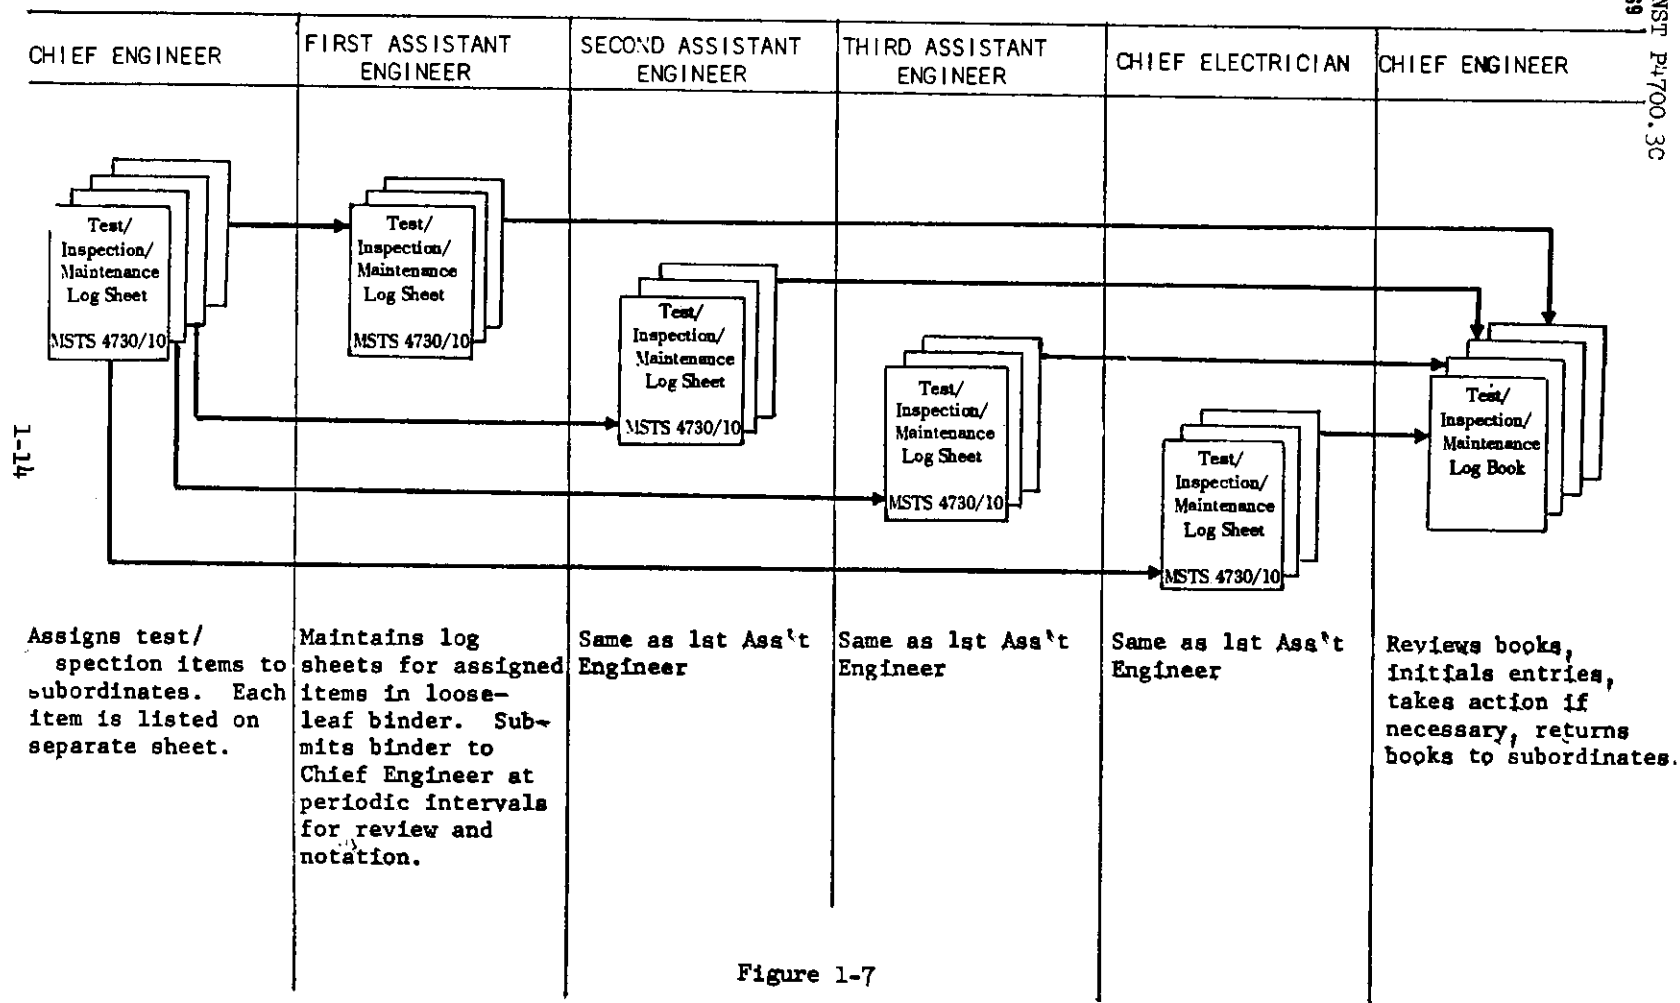 NST P4700.3C
69
CHIEF ENGINEER
FIRST ASSISTANT
ENGINEER
SECOND ASSISTANT
ENGINEER
THIRD ASSISTANT
ENGINEER
CHIEF ELECTRICIAN
CHIEF ENGINEER
Test/
Inspection/
Maintenance
Log Sheet
MSTS 4730/10
Test/
Inspection/
Maintenance
Log Sheet
MSTS 4730/10
Test/
Inspection/
Maintenance
Log Sheet
MSTS 4730/10
Test/
Inspection/
Maintenance
Log Sheet
MSTS 4730/10
Test/
Inspection/
Maintenance
Log Sheet
MSTS 4730/10
Test/
Inspection/
Maintenance
Log Book
1-14
Assigns test/
spection items to
subordinates. Each
item is listed on
separate sheet.
Maintains log
sheets for assigned
items in loose-
leaf binder. Sub-
mits binder to
Chief Engineer at
periodic intervals
for review and
notation.
Same as 1st Ass't
Engineer
Same as 1st Ass't
Engineer
Same as 1st Ass't
Engineer
Reviews books,
initials entries,
takes action if
necessary, returns
books to subordinates.
Figure 1-7